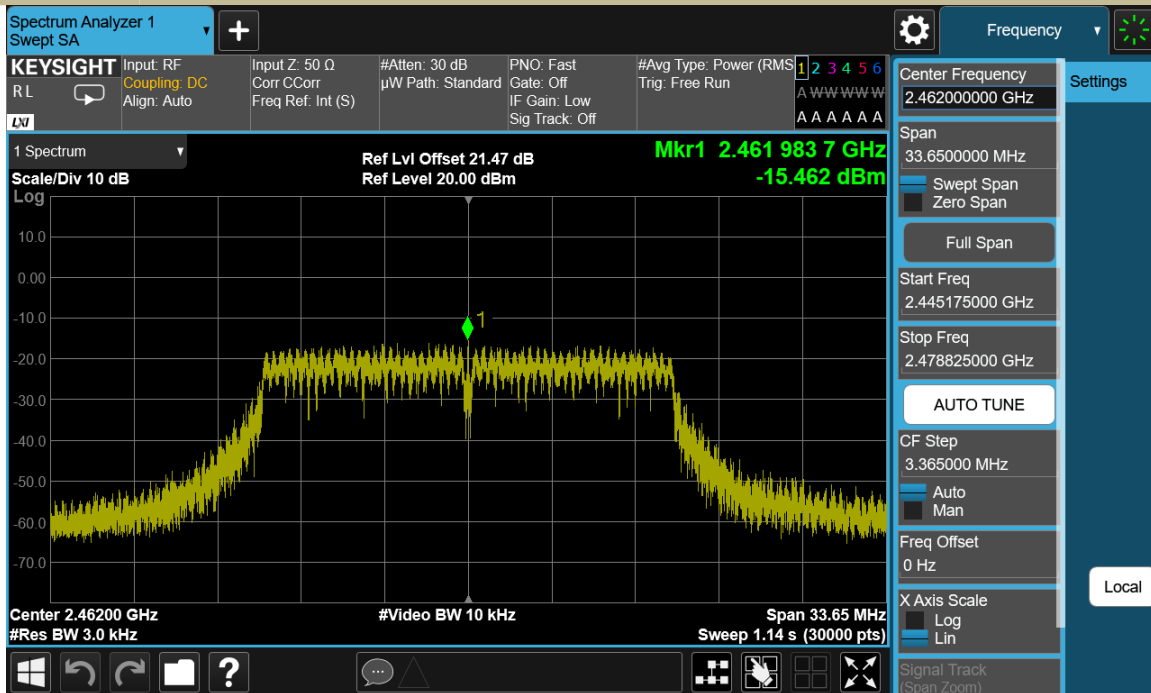 Spectrum Analyzer 1
Swept SA
+
Frequency
KEYSIGHT
R L
LXI
Input: RF
Coupling: DC
Align: Auto
Input Z: 50 Ω
Corr CCorr
Freq Ref: Int (S)
#Atten: 30 dB
µW Path: Standard
PNO: Fast
Gate: Off
IF Gain: Low
Sig Track: Off
#Avg Type: Power (RMS
Trig: Free Run
1 2 3 4 5 6
A W W W W W
A A A A A A
1 Spectrum
Scale/Div 10 dB
Log
Ref Lvl Offset 21.47 dB
Ref Level 20.00 dBm
Mkr1 2.461 983 7 GHz
-15.462 dBm
10.0
0.00
-10.0
-20.0
-30.0
-40.0
-50.0
-60.0
-70.0
1
Center 2.46200 GHz
#Res BW 3.0 kHz
#Video BW 10 kHz
Span 33.65 MHz
Sweep 1.14 s (30000 pts)
?
Center Frequency
2.462000000 GHz
Span
33.6500000 MHz
Swept Span
Zero Span
Full Span
Start Freq
2.445175000 GHz
Stop Freq
2.478825000 GHz
AUTO TUNE
CF Step
3.365000 MHz
Auto
Man
Freq Offset
0 Hz
X Axis Scale
Log
Lin
Signal Track
(Span Zoom)
Settings
Local